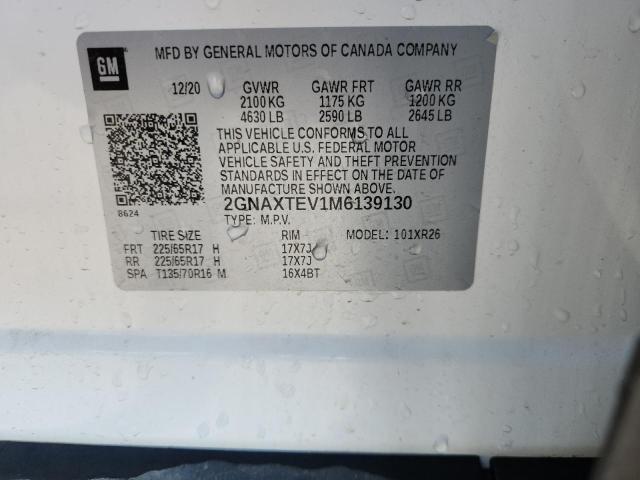 GM
MFD BY GENERAL MOTORS OF CANADA COMPANY
12/20 GVWR GAWR FRT GAWR RR
2100 KG 1175 KG 1200 KG
4630 LB 2590 LB 2645 LB
THIS VEHICLE CONFORMS TO ALL
APPLICABLE U.S. FEDERAL MOTOR
VEHICLE SAFETY AND THEFT PREVENTION
STANDARDS IN EFFECT ON THE DATE OF
MANUFACTURE SHOWN ABOVE.
8624
2GNAXTEV1M6139130
TYPE: M.P.V.
TIRE SIZE RIM MODEL: 101XR26
FRT 225/65R17 H 17X7J
RR 225/65R17 H 17X7J
SPA T135/70R16 M 16X4BT